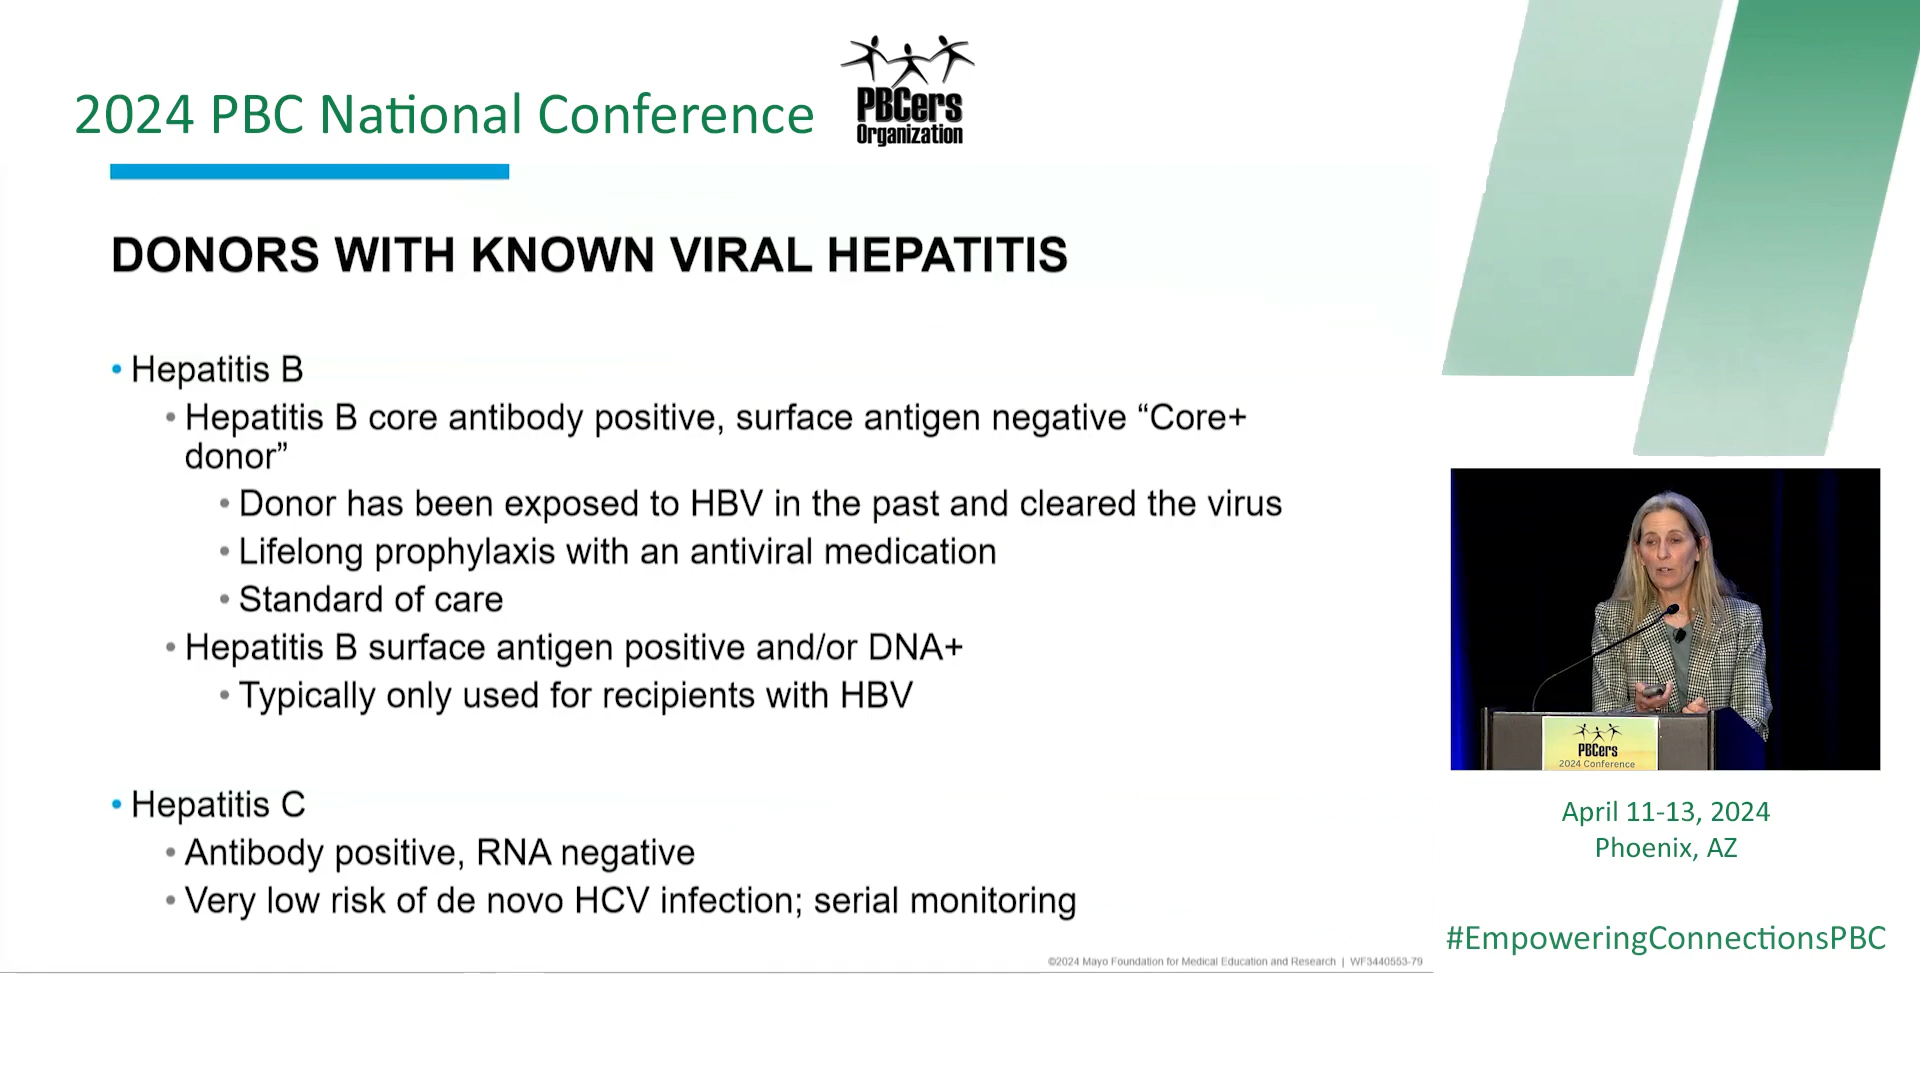 2024 PBC National Conference
PBCers
Organization
DONORS WITH KNOWN VIRAL HEPATITIS
• Hepatitis B
• Hepatitis B core antibody positive, surface antigen negative “Core+
donor”
• Donor has been exposed to HBV in the past and cleared the virus
• Lifelong prophylaxis with an antiviral medication
• Standard of care
• Hepatitis B surface antigen positive and/or DNA+
• Typically only used for recipients with HBV
• Hepatitis C
• Antibody positive, RNA negative
• Very low risk of de novo HCV infection; serial monitoring
©2024 Mayo Foundation for Medical Education and Research | WF3440553-79
PBCers
2024 Conference
April 11-13, 2024
Phoenix, AZ
#EmpoweringConnectionsPBC